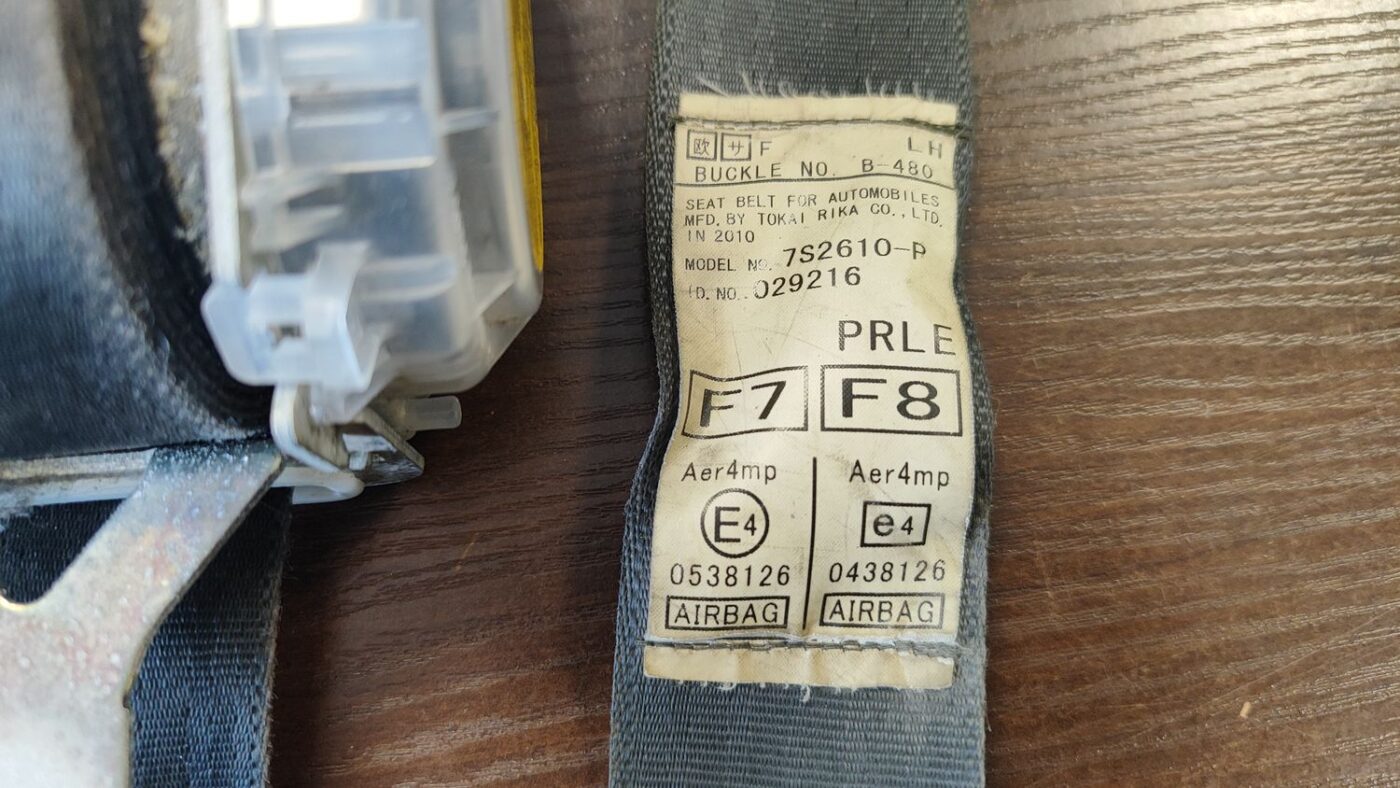 欧 サ F LH
BUCKLE NO. B-480
SEAT BELT FOR AUTOMOBILES
MFD. BY TOKAI RIKA CO., LTD.
IN 2010
MODEL NO. 7S2610-P
ID. NO. 029216
PRLE
F7 F8
Aer4mp Aer4mp
E4 e4
0538126 0438126
AIRBAG AIRBAG